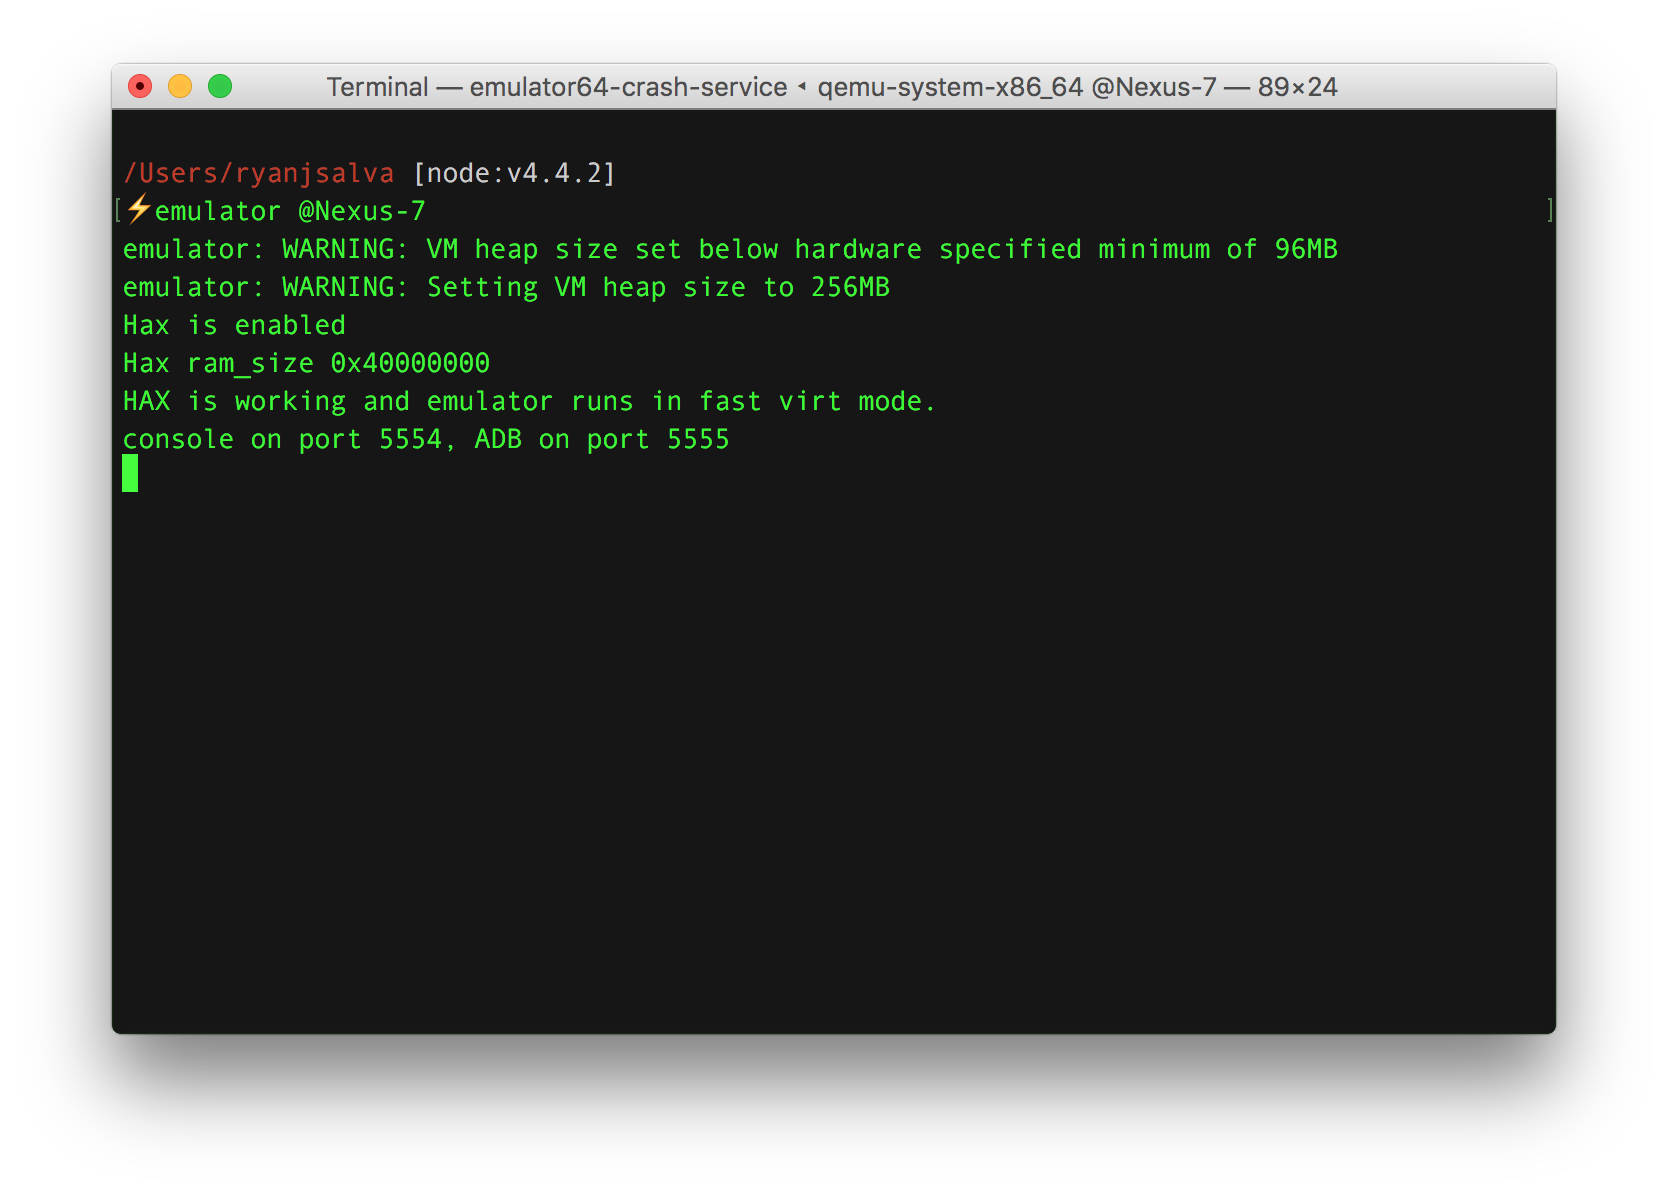 Terminal — emulator64-crash-service ◂ qemu-system-x86_64 @Nexus-7 — 89×24
/Users/ryanjsalva [node:v4.4.2]
[⚡emulator @Nexus-7 ]
emulator: WARNING: VM heap size set below hardware specified minimum of 96MB
emulator: WARNING: Setting VM heap size to 256MB
Hax is enabled
Hax ram_size 0x40000000
HAX is working and emulator runs in fast virt mode.
console on port 5554, ADB on port 5555